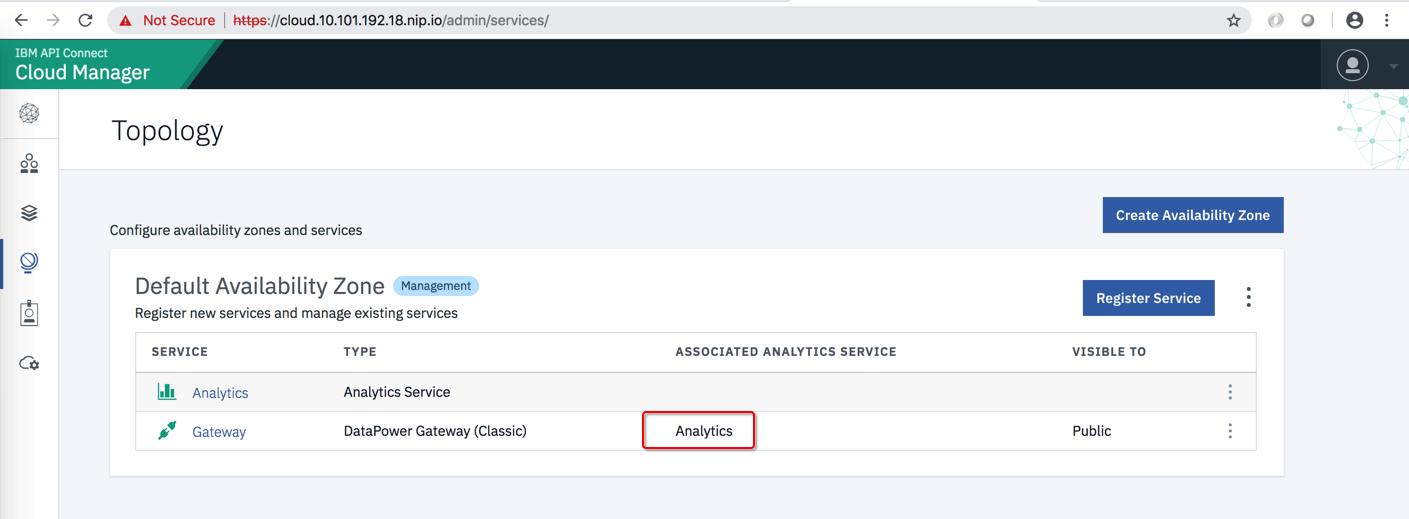 Not Secure | https://cloud.10.101.192.18.nip.io/admin/services/
IBM API Connect
Cloud Manager
Topology
Create Availability Zone
Configure availability zones and services
Default Availability Zone Management
Register Service
Register new services and manage existing services
SERVICE TYPE ASSOCIATED ANALYTICS SERVICE VISIBLE TO
Analytics Analytics Service
Gateway DataPower Gateway (Classic) Analytics Public